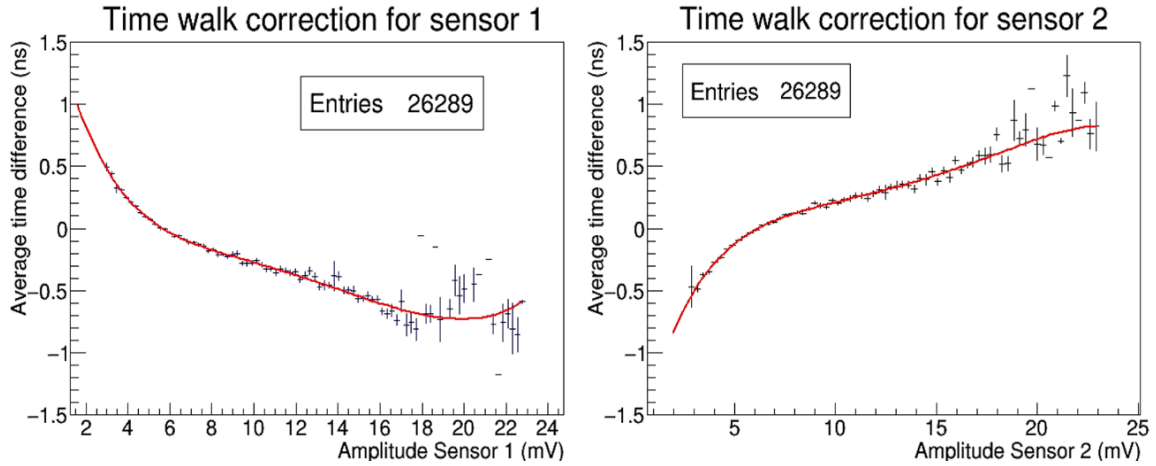 Time walk correction for sensor 1
Average time difference (ns)
1.5
1
0.5
0
−0.5
−1
−1.5
Entries 26289
2 4 6 8 10 12 14 16 18 20 22 24
Amplitude Sensor 1 (mV)
Time walk correction for sensor 2
Average time difference (ns)
1.5
1
0.5
0
−0.5
−1
−1.5
Entries 26289
5 10 15 20 25
Amplitude Sensor 2 (mV)